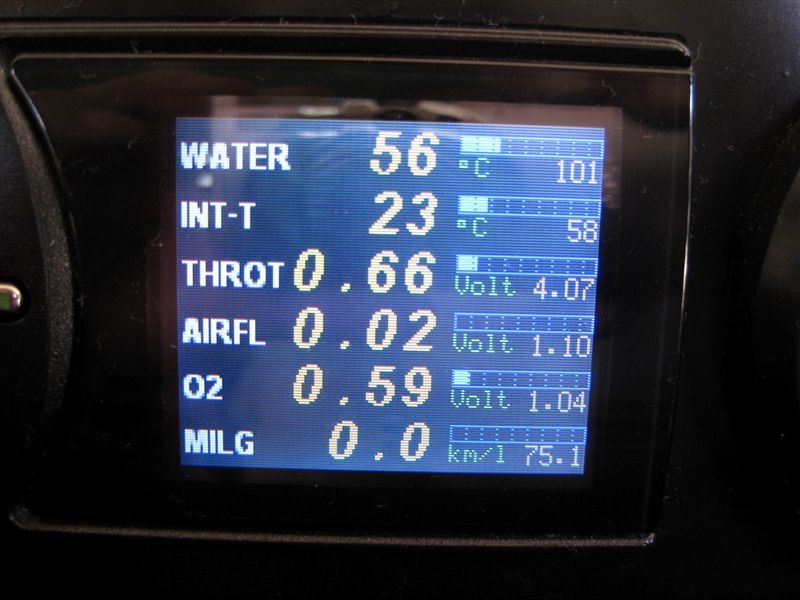 WATER 56 °C 101
INT-T 23 °C 58
THROT 0.66 Volt 4.07
AIRFL 0.02 Volt 1.10
O2 0.59 Volt 1.04
MILG 0.0 km/l 75.1